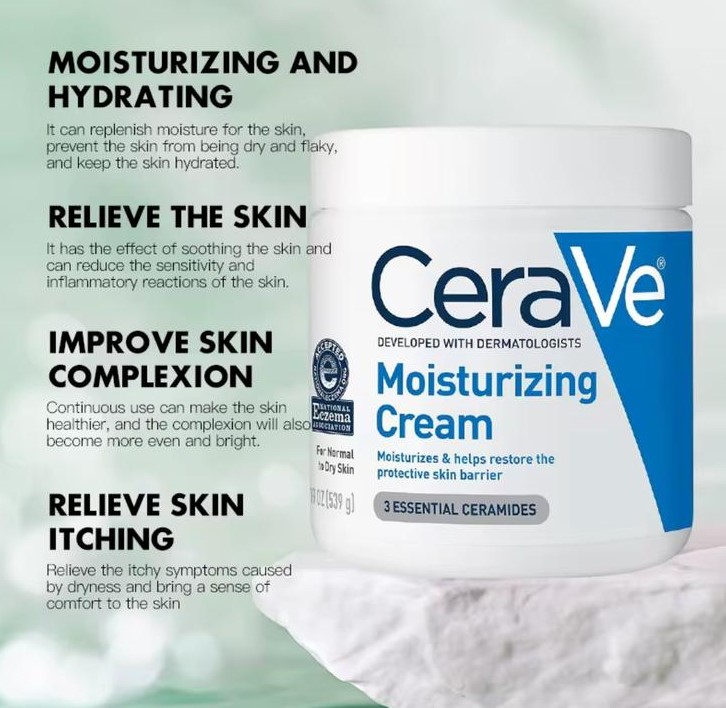 MOISTURIZING AND
HYDRATING
It can replenish moisture for the skin,
prevent the skin from being dry and flaky,
and keep the skin hydrated.
RELIEVE THE SKIN
It has the effect of soothing the skin and
can reduce the sensitivity and
inflammatory reactions of the skin.
IMPROVE SKIN
COMPLEXION
Continuous use can make the skin
healthier, and the complexion will also
become more even and bright.
RELIEVE SKIN
ITCHING
Relieve the itchy symptoms caused
by dryness and bring a sense of
comfort to the skin
CeraVe®
DEVELOPED WITH DERMATOLOGISTS
Moisturizing
Cream
Moisturizes & helps restore the
protective skin barrier
3 ESSENTIAL CERAMIDES
ACCEPTED
NATIONAL
Eczema
ASSOCIATION
For Normal
to Dry Skin
19 OZ (539 g)